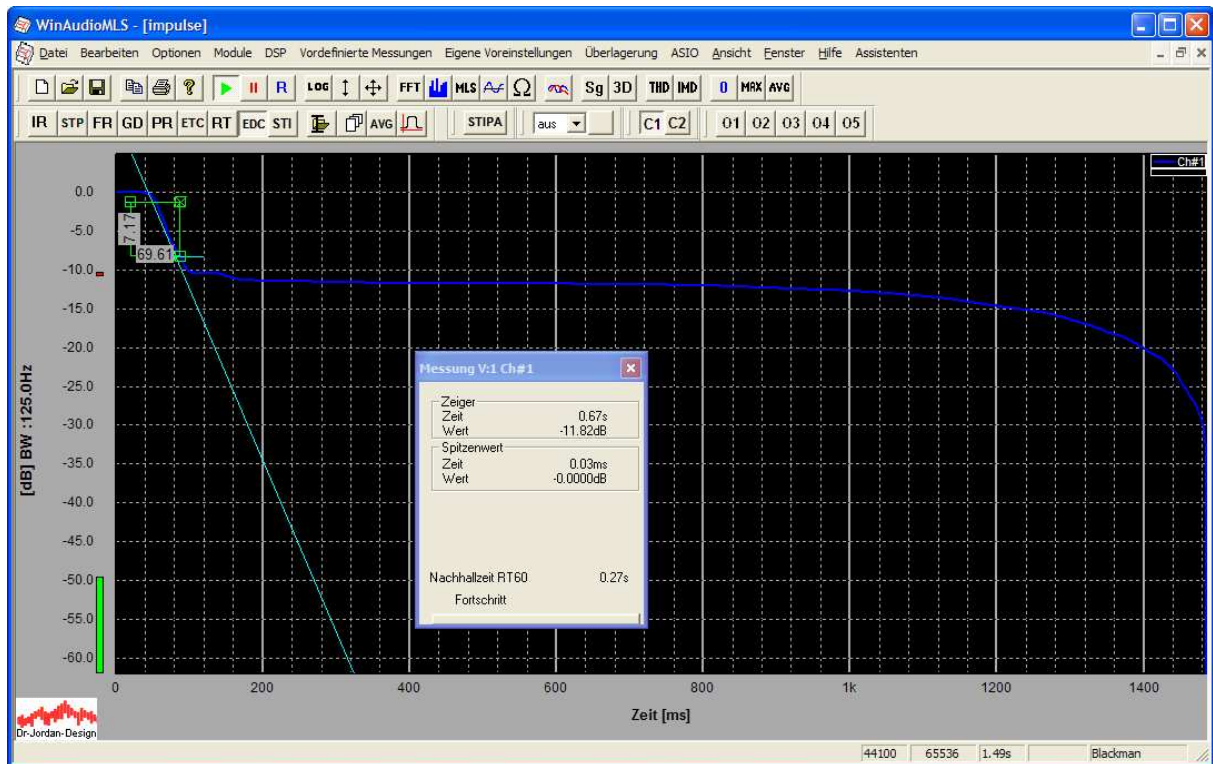 WinAudioMLS - [impulse]
Datei Bearbeiten Optionen Module DSP Vordefinierte Messungen Eigene Voreinstellungen Überlagerung ASIO Ansicht Fenster Hilfe Assistenten
R LOG FFT MLS Ω Sg 3D THD IMD 0 MAX AVG
IR STP FR GD PR ETC RT EDC STI AVG STIPA aus C1 C2 O1 O2 O3 O4 O5
Ch#1
0.0
-5.0
-10.0
-15.0
-20.0
-25.0
-30.0
-35.0
-40.0
-45.0
-50.0
-55.0
-60.0
[dB] BW :125.0Hz
7.17
69.61
Messung V:1 Ch#1
Zeiger
Zeit 0.67s
Wert -11.82dB
Spitzenwert
Zeit 0.03ms
Wert -0.0000dB
Nachhallzeit RT60 0.27s
Fortschritt
0 200 400 600 800 1k 1200 1400
Zeit [ms]
Dr-Jordan-Design
44100 65536 1.49s Blackman